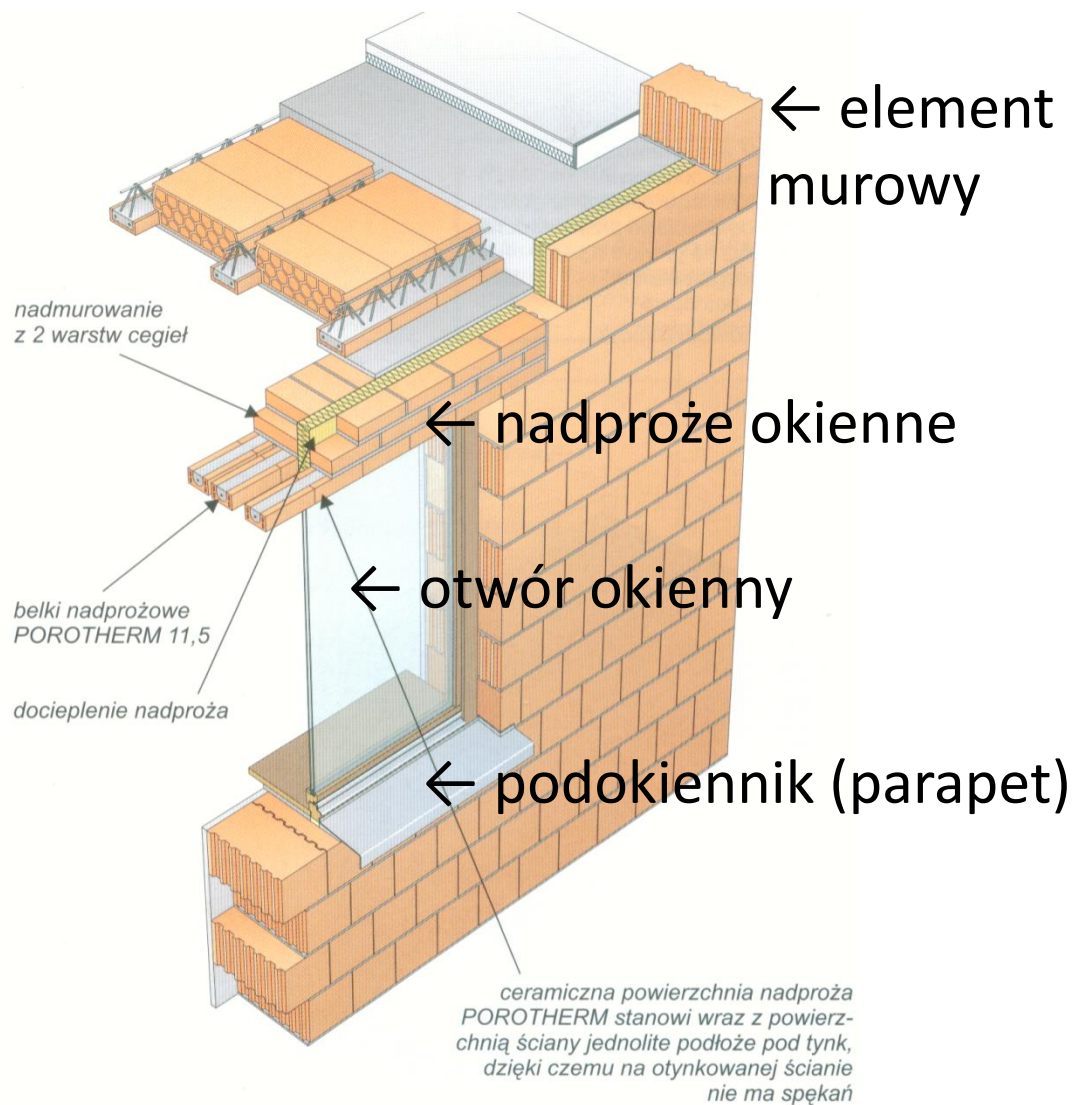 ← element
murowy
nadmurowanie
z 2 warstw cegieł
← nadproże okienne
← otwór okienny
belki nadprożowe
POROTHERM 11,5
docieplenie nadproża
← podokiennik (parapet)
ceramiczna powierzchnia nadproża
POROTHERM stanowi wraz z powierz-
chnią ściany jednolite podłoże pod tynk,
dzięki czemu na otynkowanej ścianie
nie ma spękań